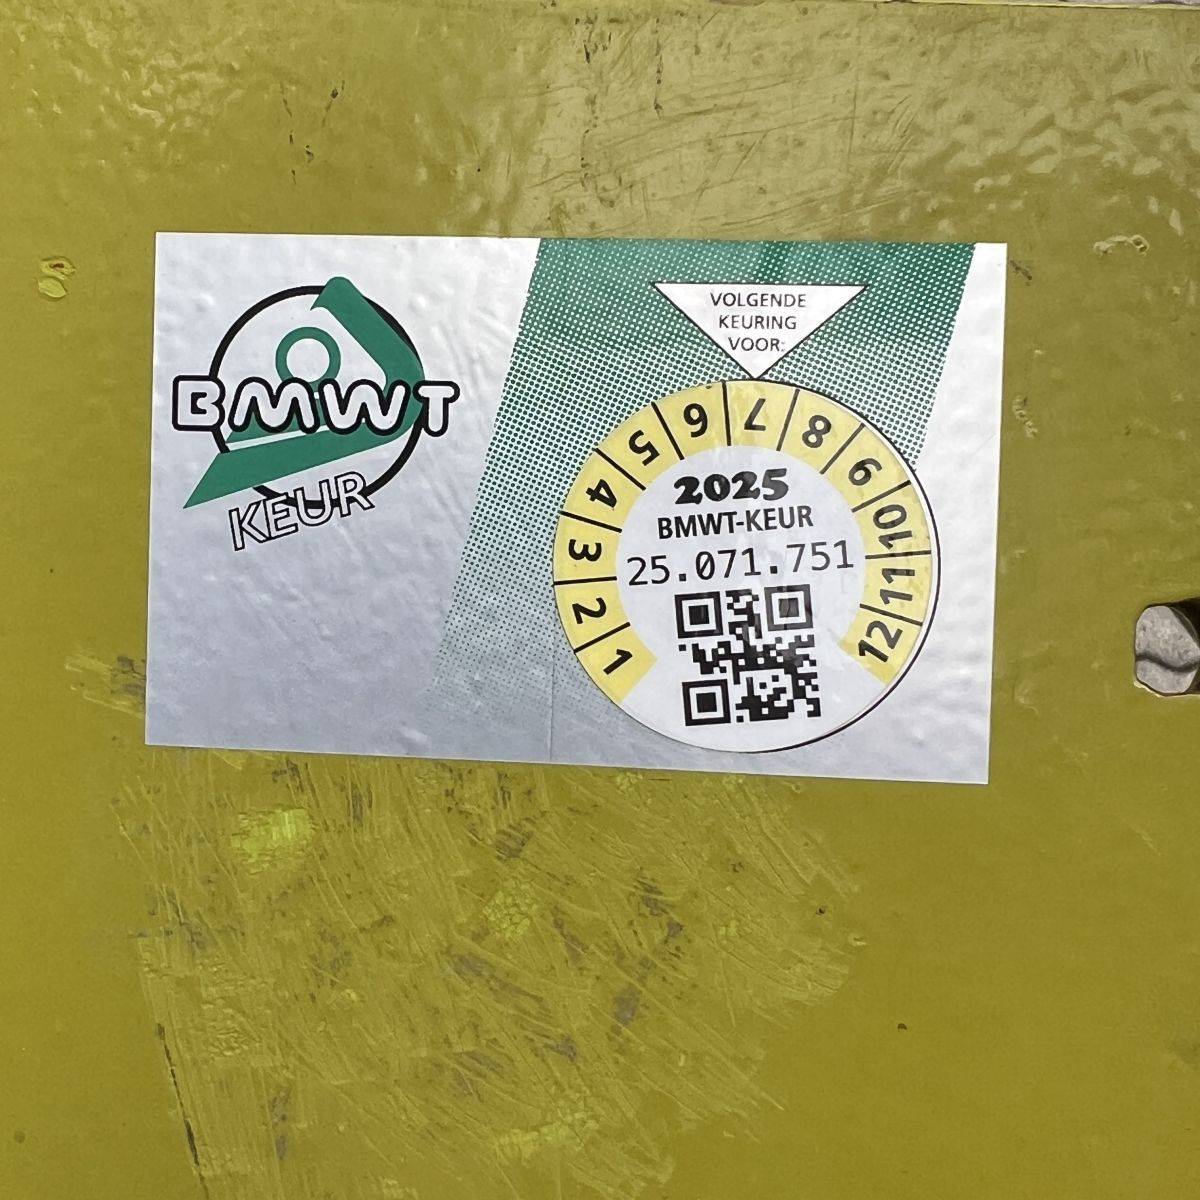 BMWT
KEUR
VOLGENDE
KEURING
VOOR:
1 2 3 4 5 6 7 8 9 10 11 12
2025
BMWT-KEUR
25.071.751